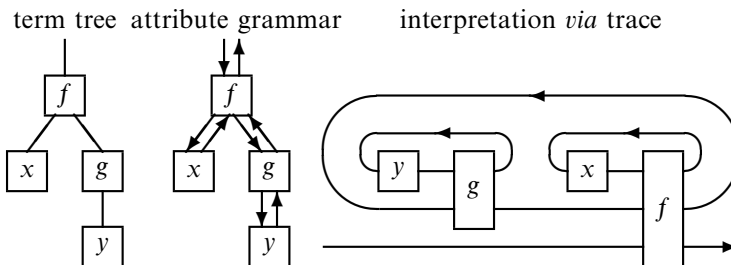 term tree attribute grammar interpretation via trace
f f
y x
x g x g g f
y y